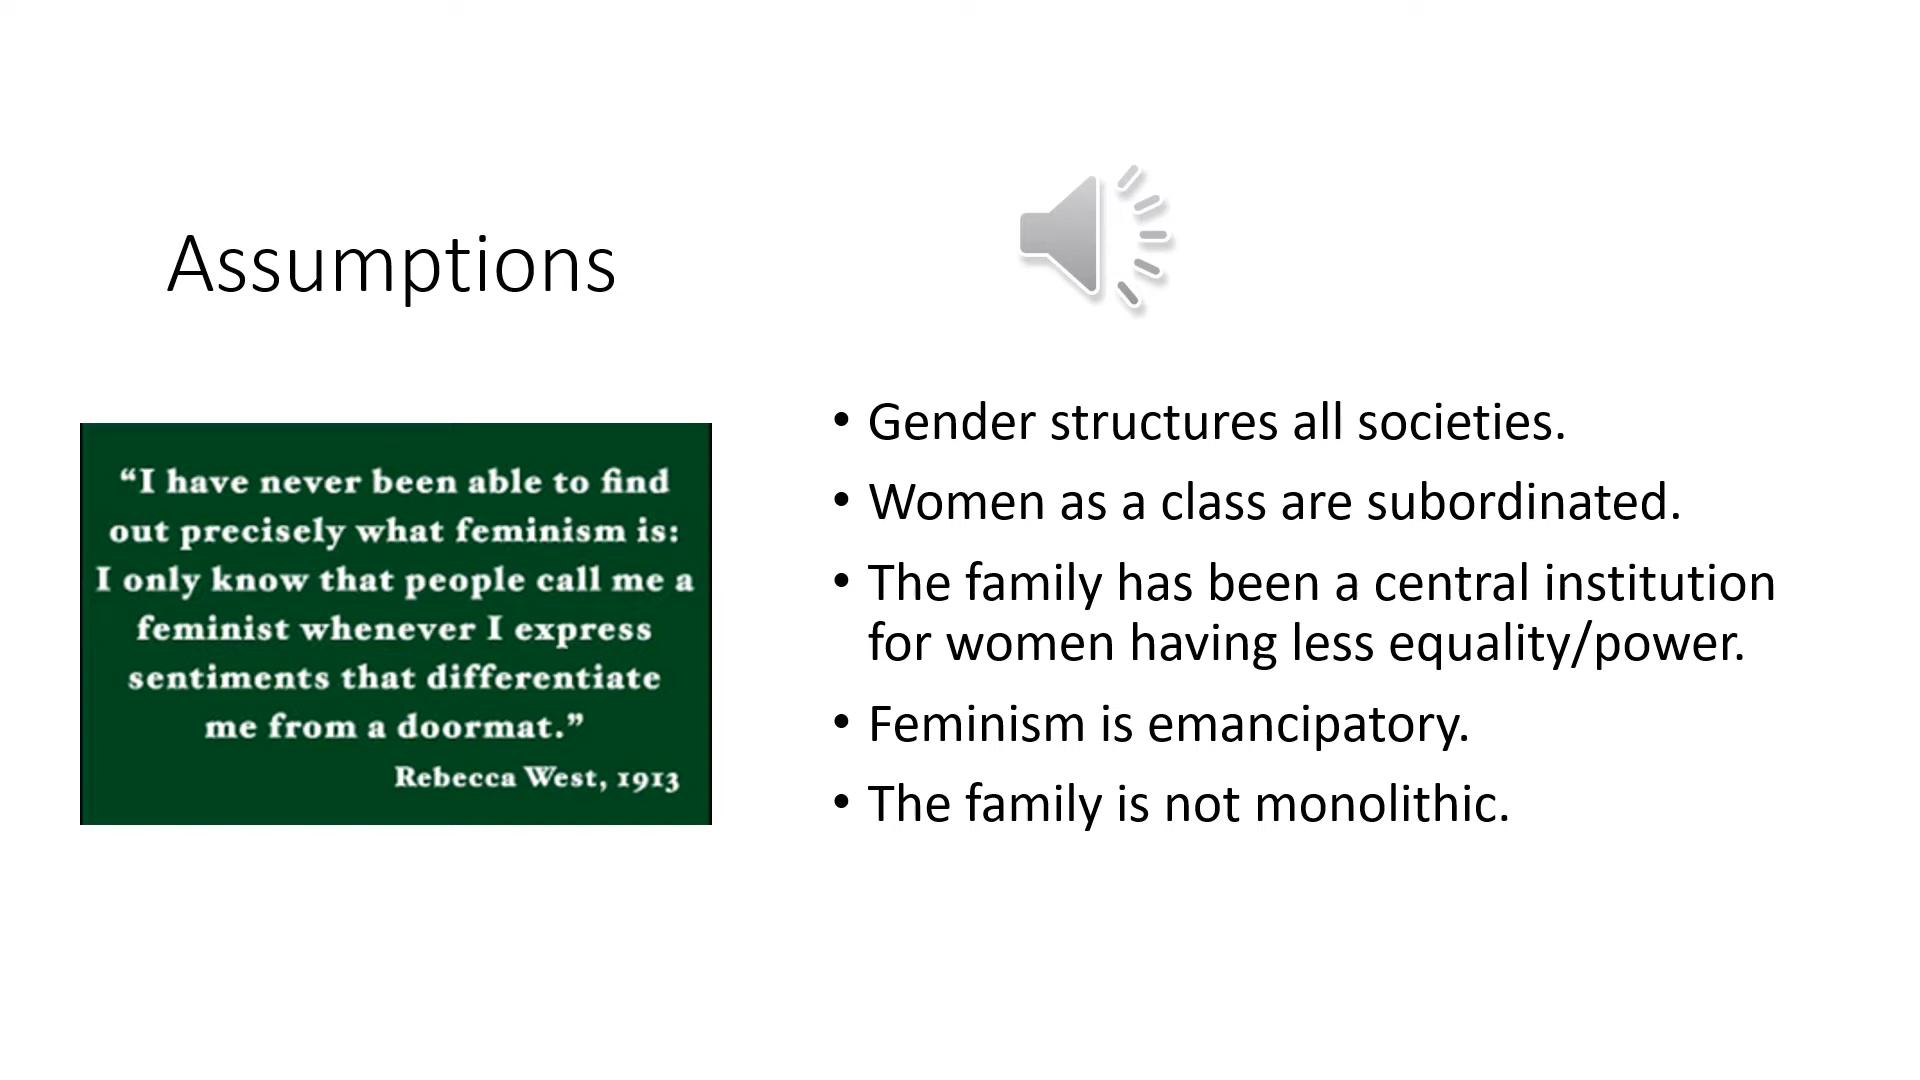 Assumptions
“I have never been able to find
out precisely what feminism is:
I only know that people call me a
feminist whenever I express
sentiments that differentiate
me from a doormat.”
Rebecca West, 1913
• Gender structures all societies.
• Women as a class are subordinated.
• The family has been a central institution
for women having less equality/power.
• Feminism is emancipatory.
• The family is not monolithic.